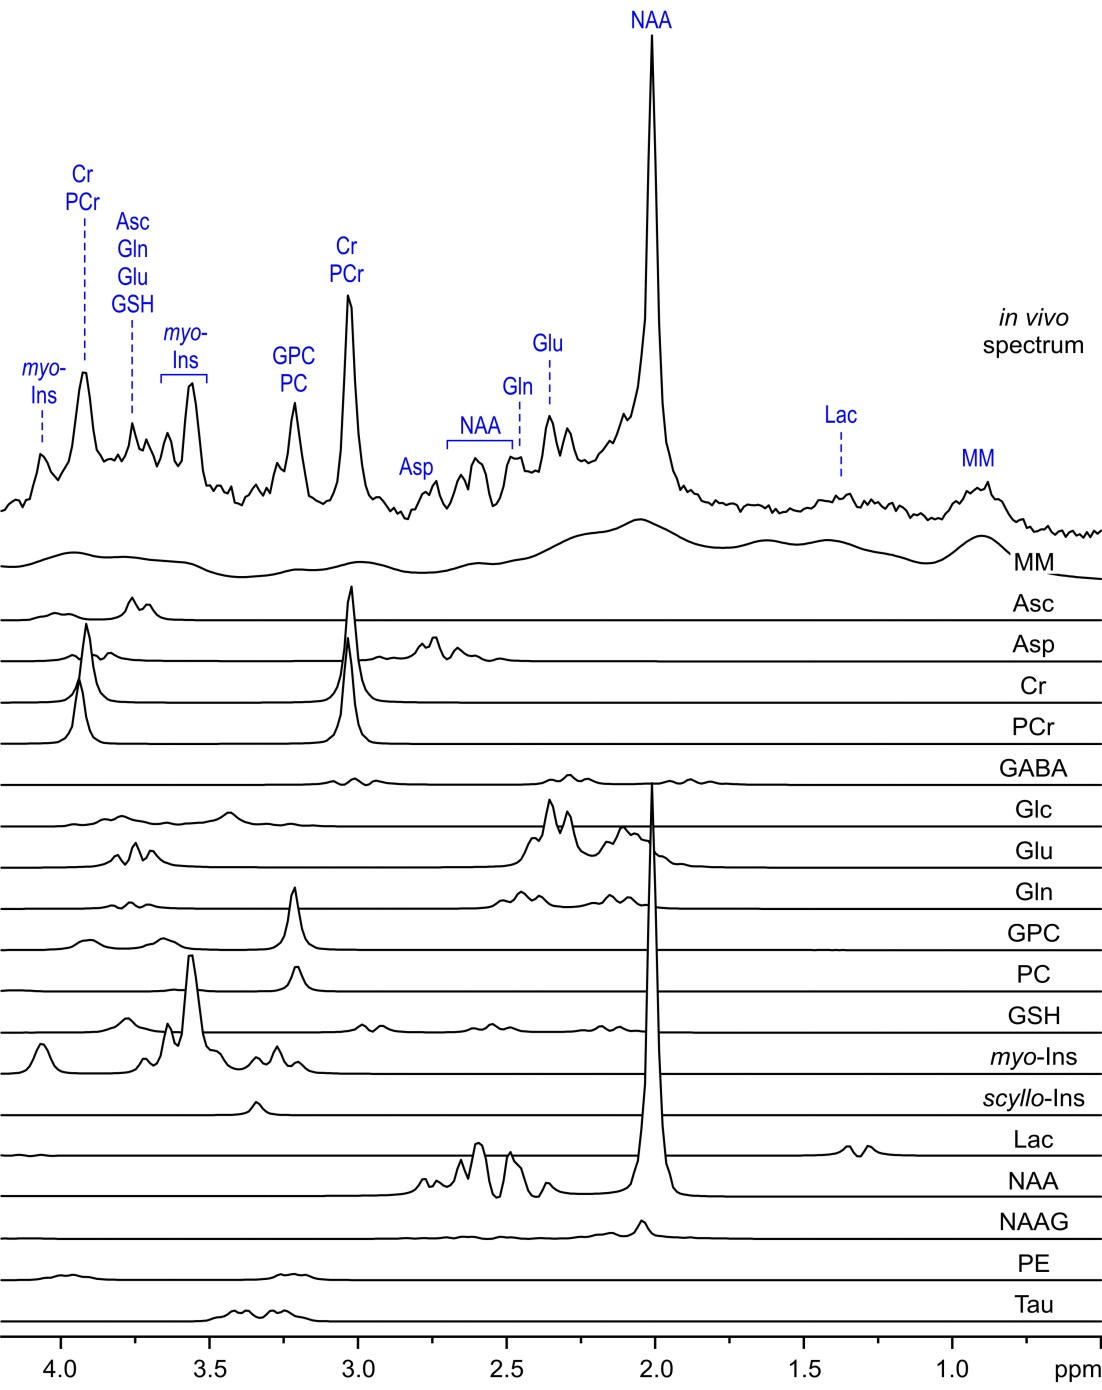 NAA
Cr
PCr
Asc
Gln
Glu
GSH
myo-
Ins
myo-
Ins
GPC
PC
Cr
PCr
Asp
NAA
Gln
Glu
Lac
MM
in vivo
spectrum
MM
Asc
Asp
Cr
PCr
GABA
Glc
Glu
Gln
GPC
PC
GSH
myo-Ins
scyllo-Ins
Lac
NAA
NAAG
PE
Tau
4.0 3.5 3.0 2.5 2.0 1.5 1.0 ppm